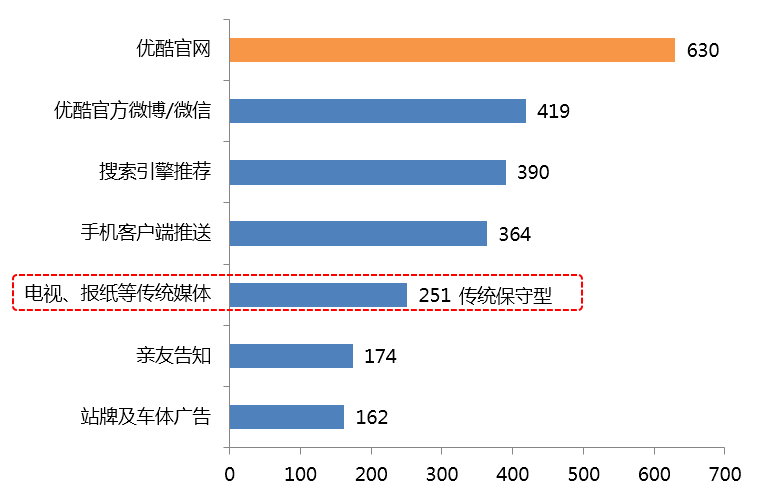 优酷官网 630
优酷官方微博/微信 419
搜索引擎推荐 390
手机客户端推送 364
电视、报纸等传统媒体 251 传统保守型
亲友告知 174
站牌及车体广告 162
0 100 200 300 400 500 600 700